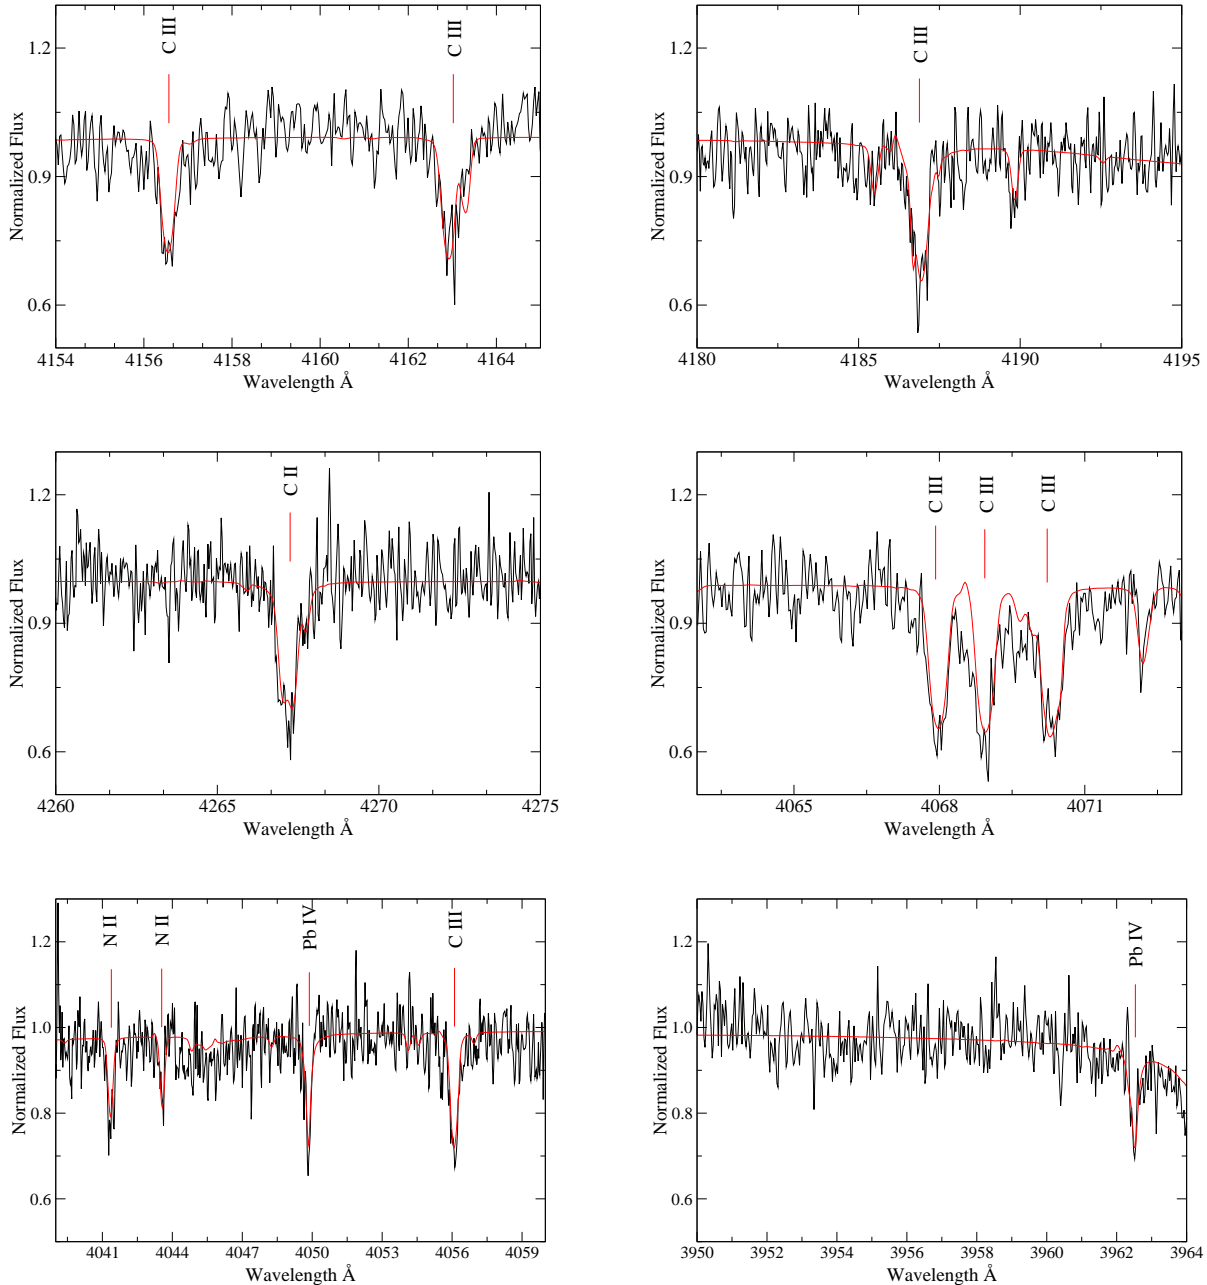 C III
C III
1.2
0.9
0.6
Normalized Flux
4154
4156
4158
4160
4162
4164
Wavelength Å
C III
1.2
0.9
0.6
Normalized Flux
4180
4185
4190
4195
Wavelength Å
C II
1.2
0.9
0.6
Normalized Flux
4260
4265
4270
4275
Wavelength Å
C III
C III
C III
1.2
0.9
0.6
Normalized Flux
4065
4068
4071
Wavelength Å
N II
N II
Pb IV
C III
1.2
1.0
0.8
0.6
Normalized Flux
4041
4044
4047
4050
4053
4056
4059
Wavelength Å
Pb IV
1.2
1.0
0.8
0.6
Normalized Flux
3950
3952
3954
3956
3958
3960
3962
3964
Wavelength Å